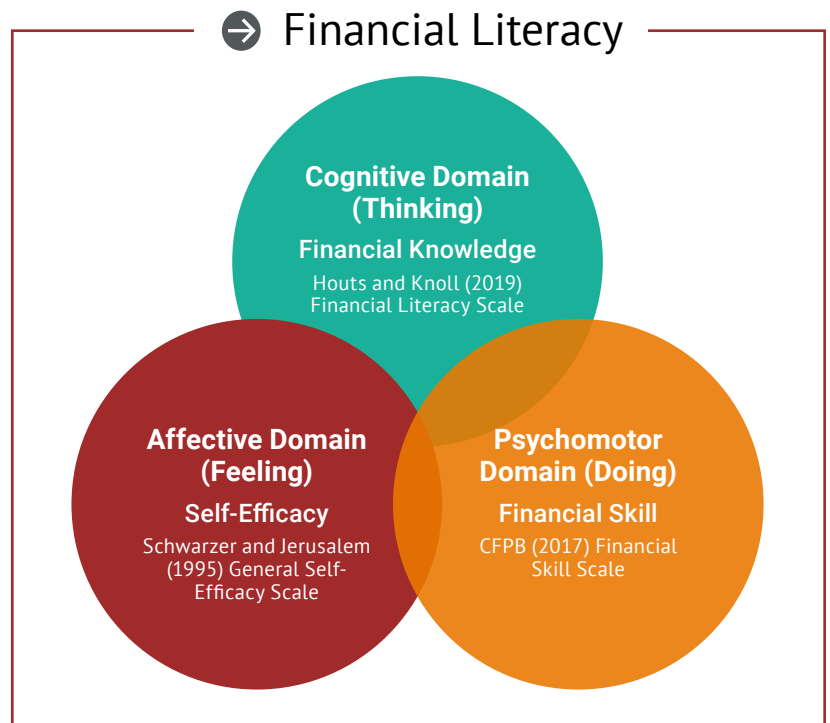 Financial Literacy
Cognitive Domain
(Thinking)
Financial Knowledge
Houts and Knoll (2019)
Financial Literacy Scale
Affective Domain
(Feeling)
Self-Efficacy
Schwarzer and Jerusalem
(1995) General Self-
Efficacy Scale
Psychomotor
Domain (Doing)
Financial Skill
CFPB (2017) Financial
Skill Scale